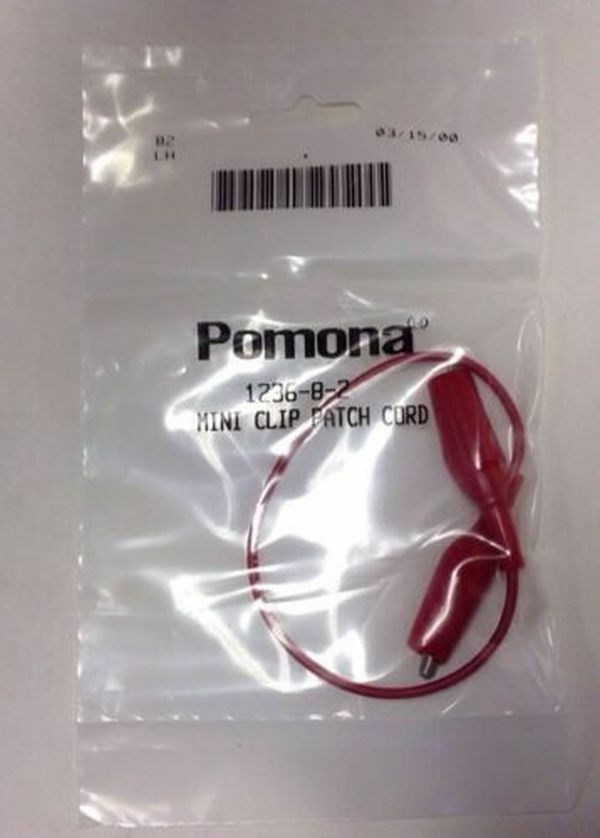 B2 03/15/00
LH
Pomona
1236-8-2
MINI CLIP PATCH CORD